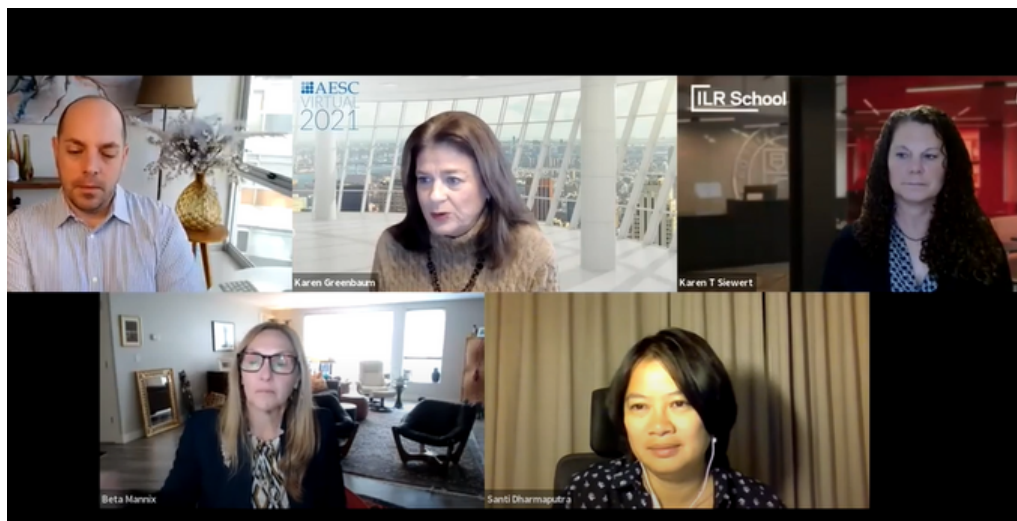 AESC
VIRTUAL
2021
ILR School
Karen Greenbaum
Karen T Siewert
Beta Mannix
Santi Dharmaputra